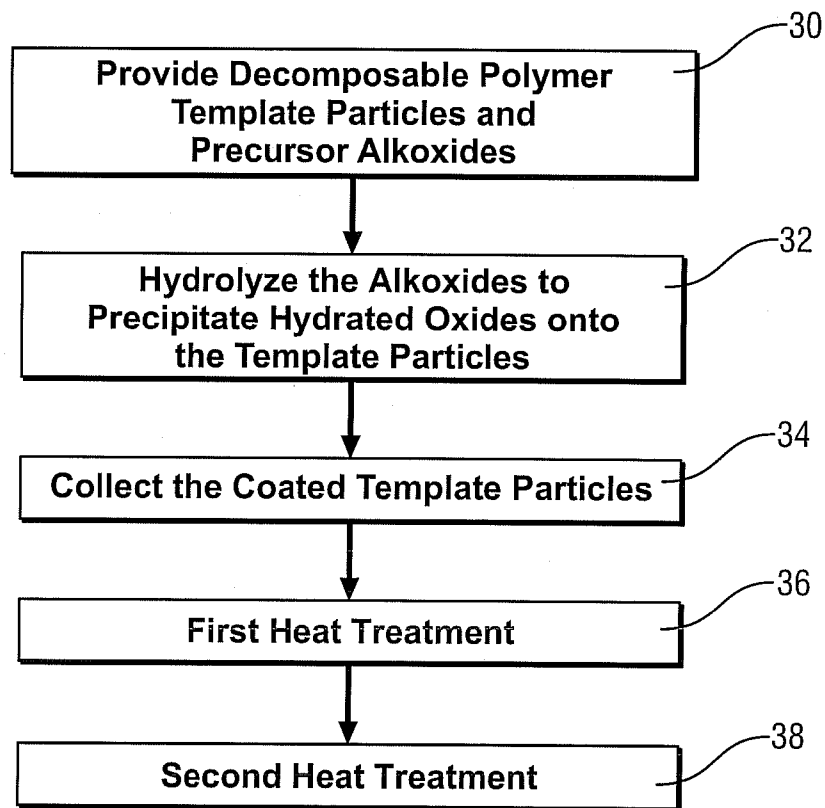 30
Provide Decomposable Polymer
Template Particles and
Precursor Alkoxides
32
Hydrolyze the Alkoxides to
Precipitate Hydrated Oxides onto
the Template Particles
34
Collect the Coated Template Particles
36
First Heat Treatment
38
Second Heat Treatment